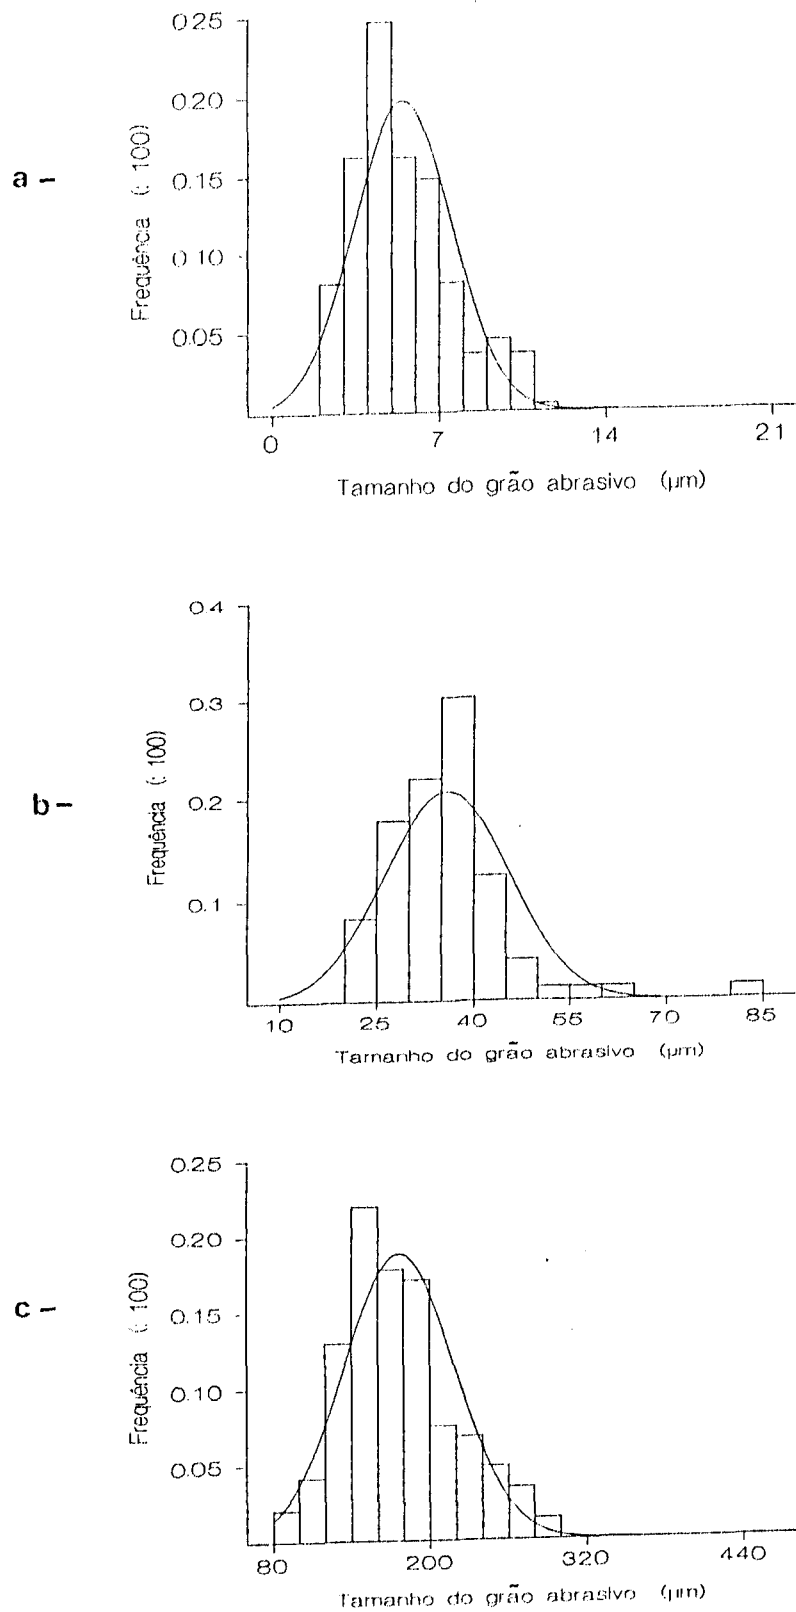 a –
0.25
0.20
0.15
0.10
0.05
Frequência (: 100)
0 7 14 21
Tamanho do grão abrasivo (μm)
b –
0.4
0.3
0.2
0.1
Frequência (: 100)
10 25 40 55 70 85
Tamanho do grão abrasivo (μm)
c –
0.25
0.20
0.15
0.10
0.05
Frequência (: 100)
80 200 320 440
Tamanho do grão abrasivo (μm)